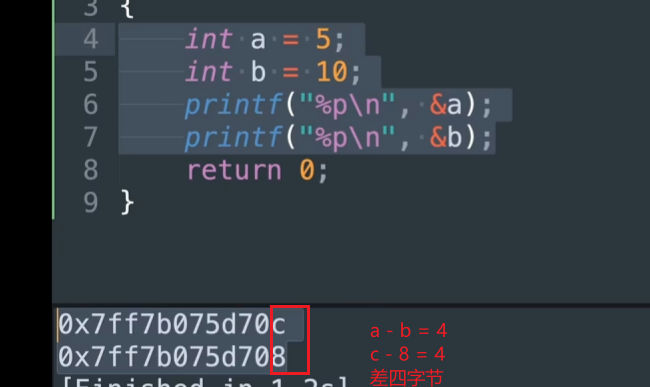 3 {
4 int a = 5;
5 int b = 10;
6 printf("%p\n", &a);
7 printf("%p\n", &b);
8 return 0;
9 }
0x7ff7b075d70c
0x7ff7b075d708
a - b = 4
c - 8 = 4
差四字节
[Finished in 1.2s]